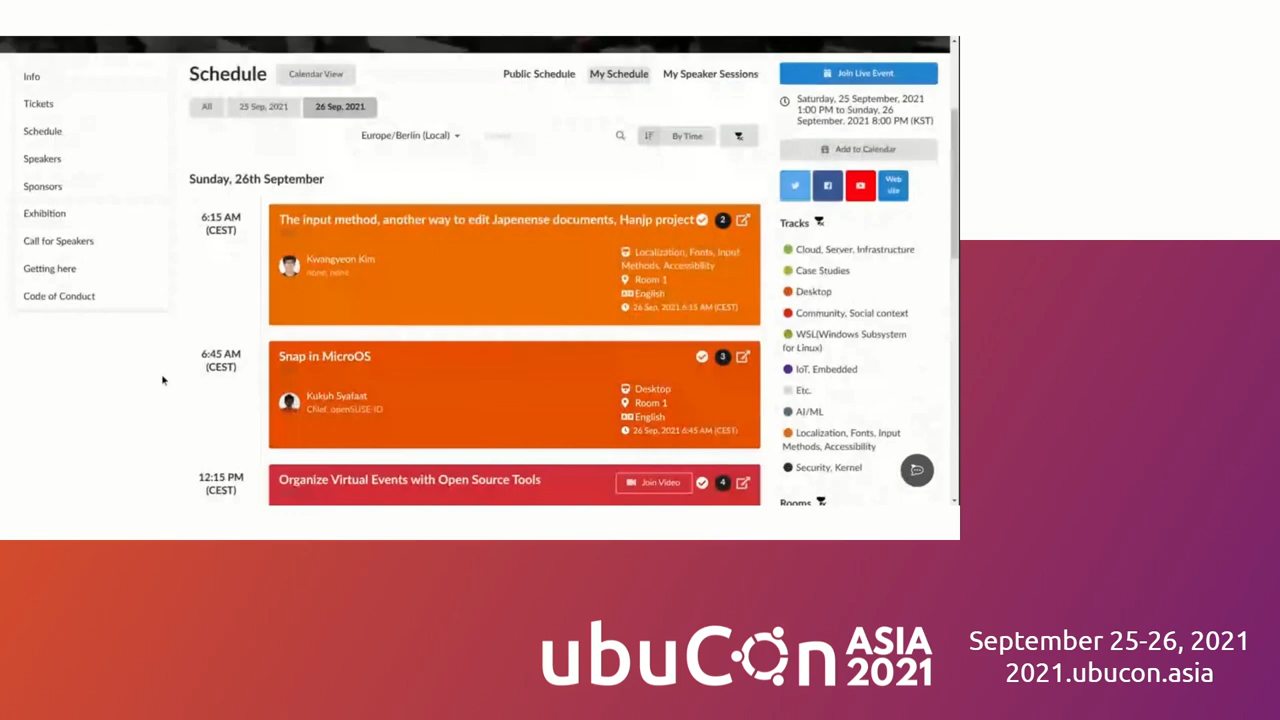 Info
Tickets
Schedule
Speakers
Sponsors
Exhibition
Call for Speakers
Getting here
Code of Conduct
Schedule
Calendar View
Public Schedule
My Schedule
My Speaker Sessions
All
25 Sep, 2021
26 Sep, 2021
Europe/Berlin (Local)
By Time
Sunday, 26th September
6:15 AM
(CEST)
The input method, another way to edit Japenense documents, Hanjp project
2
Kwangyeon Kim
none, none
Localization, Fonts, Input
Methods, Accessibility
Room 1
English
26 Sep, 2021 6:15 AM (CEST)
6:45 AM
(CEST)
Snap in MicroOS
3
Kukuh Syafaat
Chief, openSUSE-ID
Desktop
Room 1
English
26 Sep, 2021 6:45 AM (CEST)
12:15 PM
(CEST)
Organize Virtual Events with Open Source Tools
Join Video
4
Join Live Event
Saturday, 25 September, 2021
1:00 PM to Sunday, 26
September, 2021 8:00 PM (KST)
Add to Calendar
Web
site
Tracks
Cloud, Server, Infrastructure
Case Studies
Desktop
Community, Social context
WSL(Windows Subsystem
for Linux)
IoT, Embedded
Etc.
AI/ML
Localization, Fonts, Input
Methods, Accessibility
Security, Kernel
Rooms
ubuCon ASIA
2021
September 25-26, 2021
2021.ubucon.asia